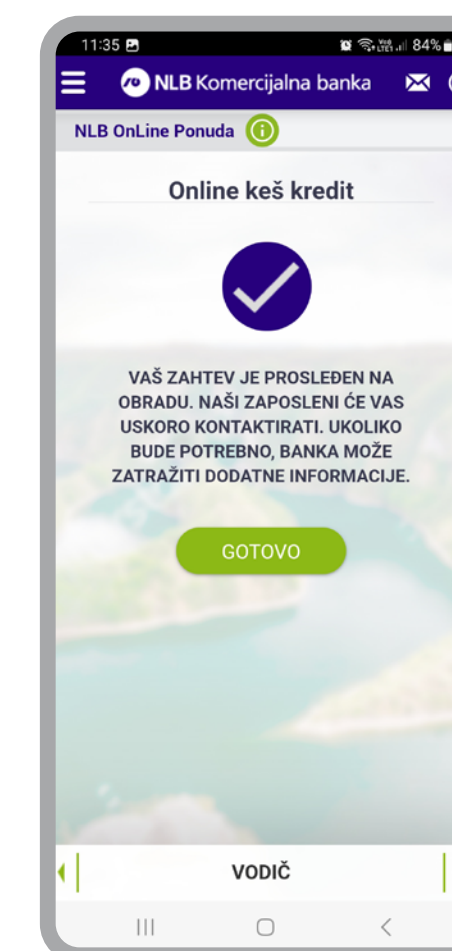 11:35 84%
NLB Komercijalna banka
NLB OnLine Ponuda
Online keš kredit
VAŠ ZAHTEV JE PROSLEĐEN NA
OBRADU. NAŠI ZAPOSLENI ĆE VAS
USKORO KONTAKTIRATI. UKOLIKO
BUDE POTREBNO, BANKA MOŽE
ZATRAŽITI DODATNE INFORMACIJE.
GOTOVO
VODIČ